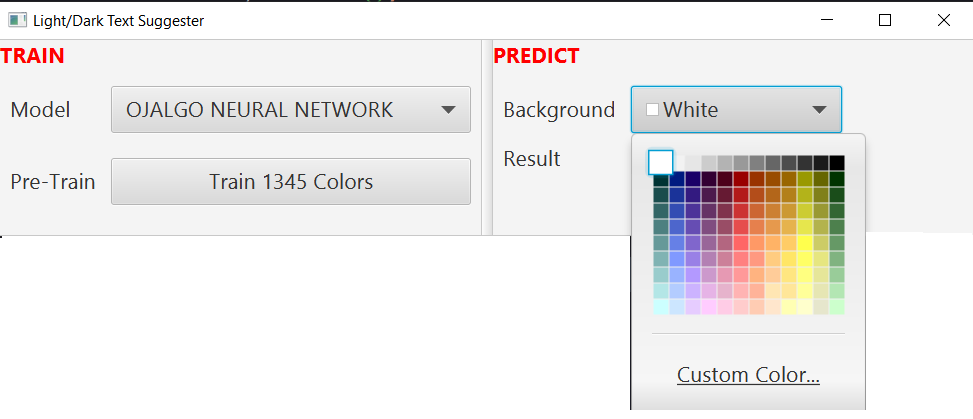 Light/Dark Text Suggester
TRAIN
Model
OJALGO NEURAL NETWORK
Pre-Train
Train 1345 Colors
PREDICT
Background
White
Result
Custom Color...